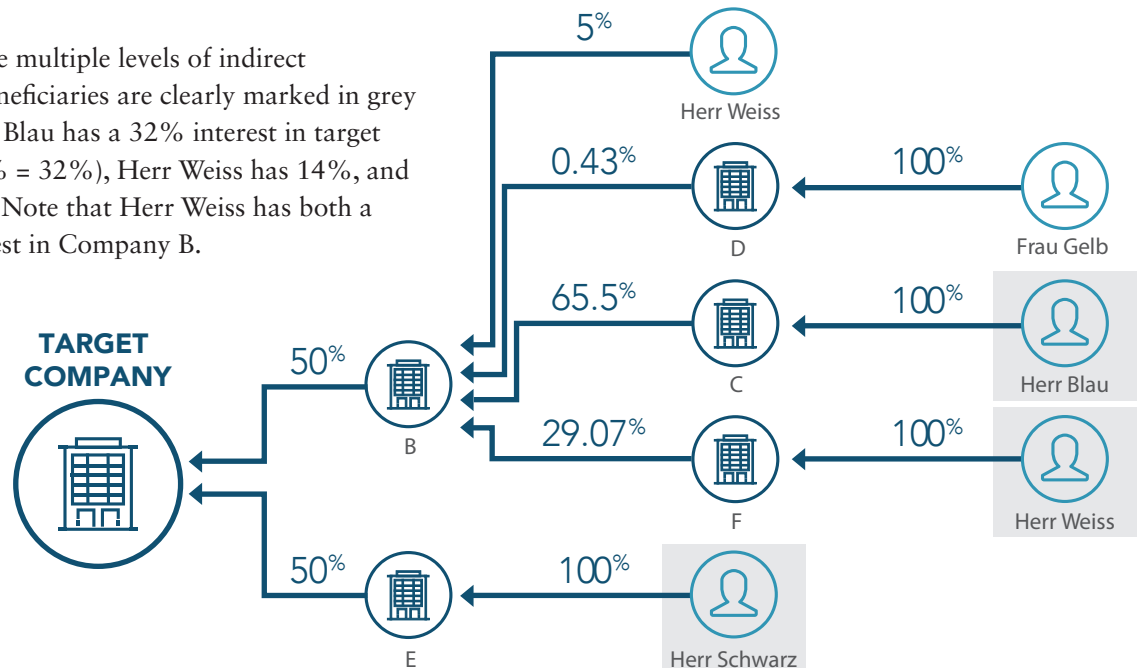 e multiple levels of indirect
neficiaries are clearly marked in grey
Blau has a 32% interest in target
% = 32%), Herr Weiss has 14%, and
Note that Herr Weiss has both a
est in Company B.
5%
Herr Weiss
0.43%
D
100%
Frau Gelb
65.5%
C
100%
Herr Blau
TARGET
COMPANY
50%
B
29.07%
F
100%
Herr Weiss
50%
E
100%
Herr Schwarz